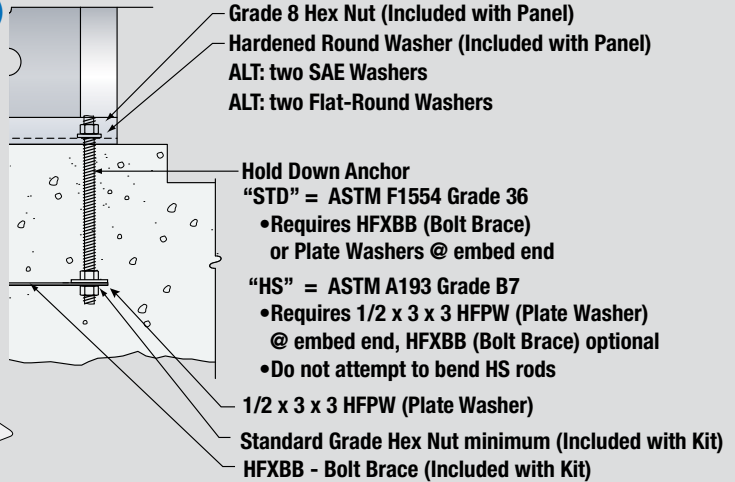 Grade 8 Hex Nut (Included with Panel)
Hardened Round Washer (Included with Panel)
ALT: two SAE Washers
ALT: two Flat-Round Washers
Hold Down Anchor
“STD” = ASTM F1554 Grade 36
•Requires HFXBB (Bolt Brace)
or Plate Washers @ embed end
“HS” = ASTM A193 Grade B7
•Requires 1/2 x 3 x 3 HFPW (Plate Washer)
@ embed end, HFXBB (Bolt Brace) optional
•Do not attempt to bend HS rods
1/2 x 3 x 3 HFPW (Plate Washer)
Standard Grade Hex Nut minimum (Included with Kit)
HFXBB - Bolt Brace (Included with Kit)